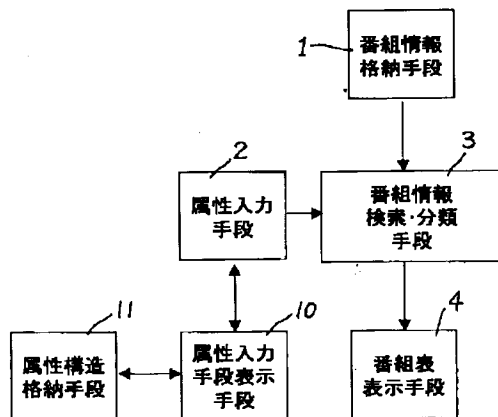 1
番組情報
格納手段
2
属性入力
手段
3
番組情報
検索·分類
手段
11
属性構造
格納手段
10
属性入力
手段表示
手段
4
番組表
表示手段